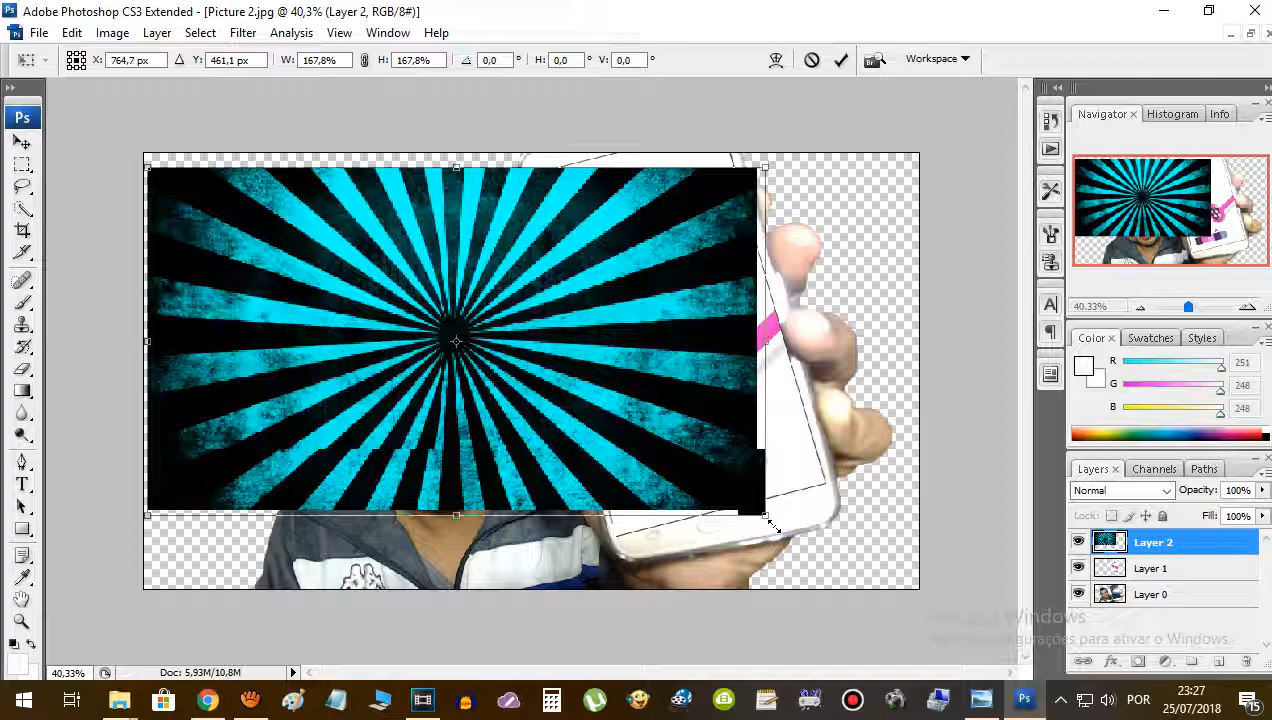 Adobe Photoshop CS3 Extended - [Picture 2.jpg @ 40,3% (Layer 2, RGB/8#)]
File Edit Image Layer Select Filter Analysis View Window Help
X: 764,7 px Y: 461,1 px W: 167,8% H: 167,8% 0,0 ° H: 0,0 ° V: 0,0 ° Workspace
Ps
Navigator Histogram Info
40.33%
Color Swatches Styles
R 251
G 248
B 248
Layers Channels Paths
Normal Opacity: 100%
Lock: Fill: 100%
Layer 2
Layer 1
Layer 0
Windows
para ativar o Windows.
40,33% Doc: 5,93M/10,8M
Ps POR 23:27
25/07/2018 15